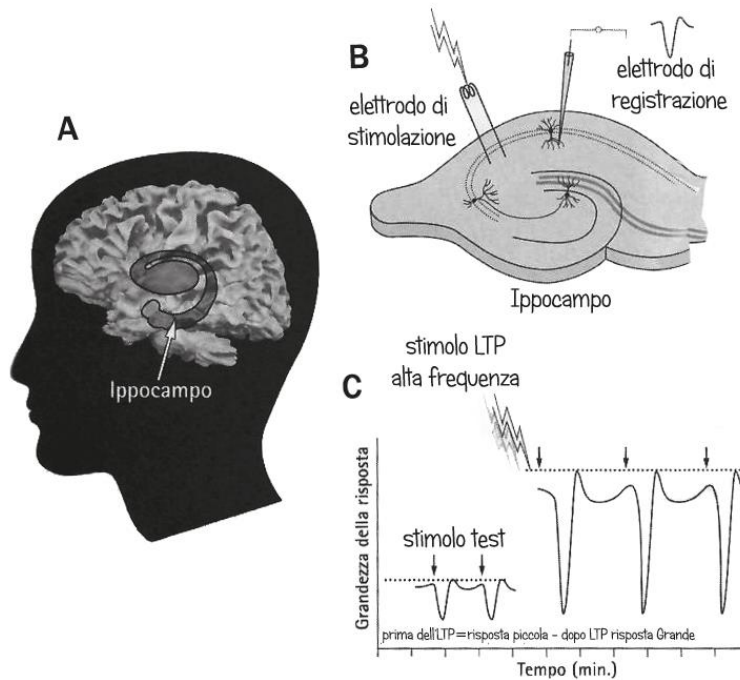 A
Ippocampo
B
elettrodo di
stimolazione
elettrodo di
registrazione
Ippocampo
C
stimolo LTP
alta frequenza
Grandezza della risposta
stimolo test
prima dell'LTP=risposta piccola - dopo LTP risposta Grande
Tempo (min.)